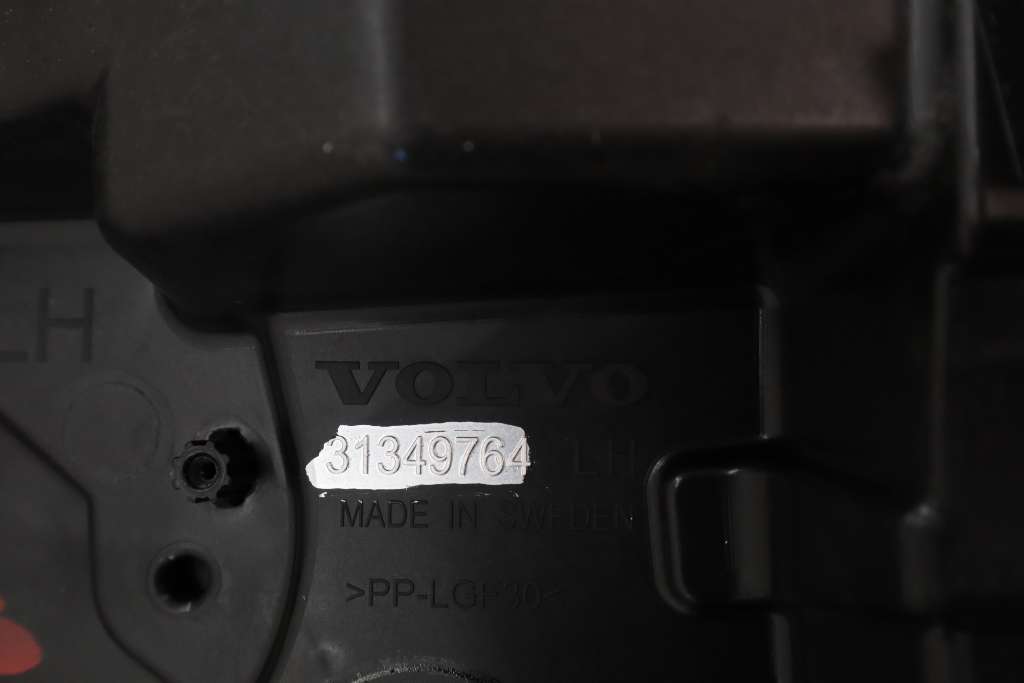 LH
VOLVO
31349764 LH
MADE IN SWEDEN
>PP-LGF30<